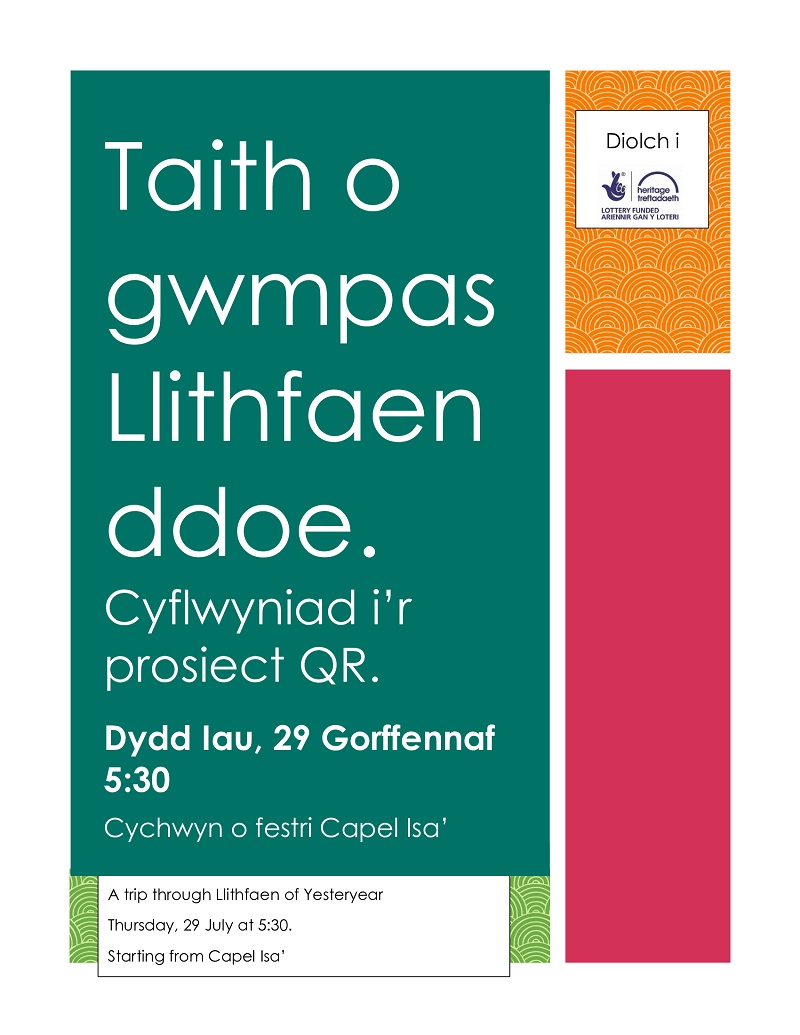 Taith o
gwmpas
Llithfaen
ddoe.
Cyflwyniad i’r
prosiect QR.
Dydd Iau, 29 Gorffennaf
5:30
Cychwyn o festri Capel Isa’
A trip through Llithfaen of Yesteryear
Thursday, 29 July at 5:30.
Starting from Capel Isa’
Diolch i
heritage
treftadaeth
LOTTERY FUNDED
ARIENNIR GAN Y LOTERI